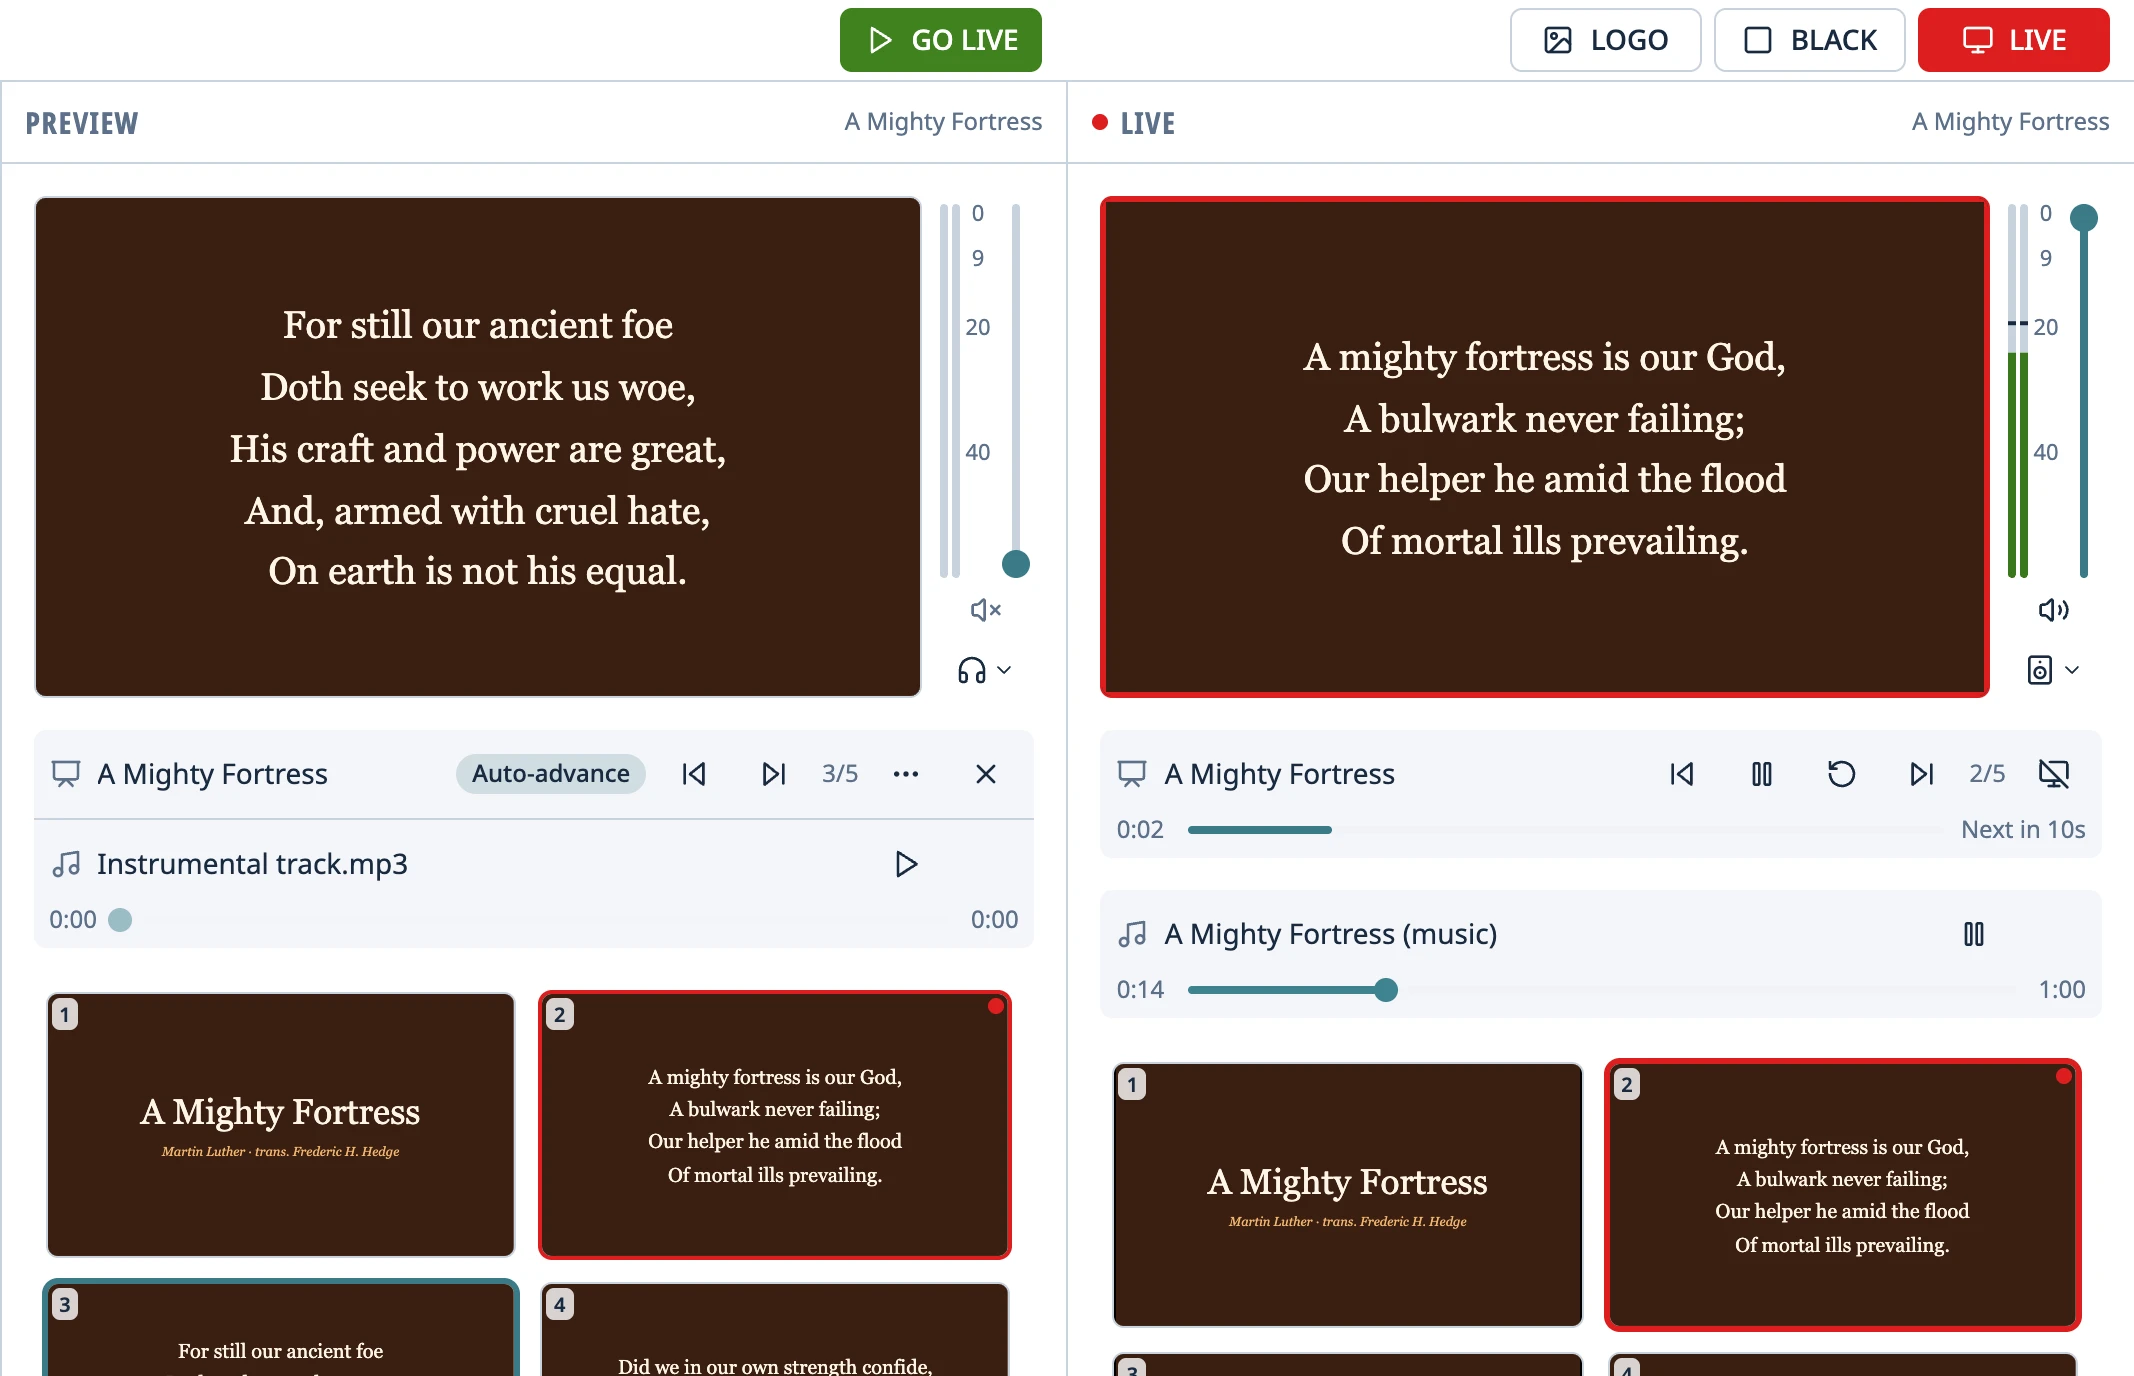 GO LIVE
LOGO
BLACK
LIVE
PREVIEW
A Mighty Fortress
LIVE
A Mighty Fortress
For still our ancient foe
Doth seek to work us woe,
His craft and power are great,
And, armed with cruel hate,
On earth is not his equal.
0
9
20
40
A mighty fortress is our God,
A bulwark never failing;
Our helper he amid the flood
Of mortal ills prevailing.
0
9
20
40
A Mighty Fortress
Auto-advance
3/5
Instrumental track.mp3
0:00
0:00
A Mighty Fortress
2/5
0:02
Next in 10s
A Mighty Fortress (music)
0:14
1:00
1
A Mighty Fortress
Martin Luther · trans. Frederic H. Hedge
2
A mighty fortress is our God,
A bulwark never failing;
Our helper he amid the flood
Of mortal ills prevailing.
3
For still our ancient foe
4
Did we in our own strength confide,
1
A Mighty Fortress
Martin Luther · trans. Frederic H. Hedge
2
A mighty fortress is our God,
A bulwark never failing;
Our helper he amid the flood
Of mortal ills prevailing.
3
4